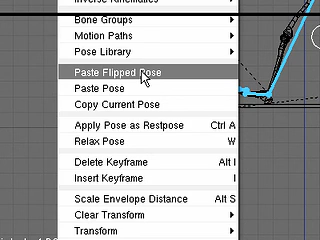 Inverse Kinematics
Bone Groups
Motion Paths
Pose Library
Paste Flipped Pose
Paste Pose
Copy Current Pose
Apply Pose as Restpose Ctrl A
Relax Pose W
Delete Keyframe Alt I
Insert Keyframe I
Scale Envelope Distance Alt S
Clear Transform
Transform